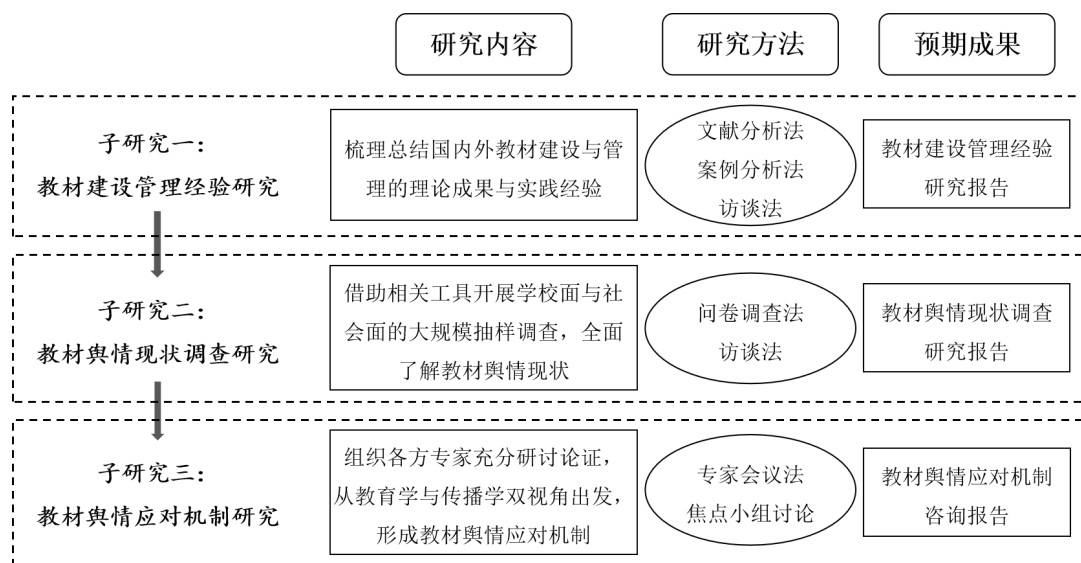 研究内容
研究方法
预期成果
子研究一：
教材建设管理经验研究
梳理总结国内外教材建设与管
理的理论成果与实践经验
文献分析法
案例分析法
访谈法
教材建设管理经验
研究报告
子研究二：
教材舆情现状调查研究
借助相关工具开展学校面与社
会面的大规模抽样调查，全面
了解教材舆情现状
问卷调查法
访谈法
教材舆情现状调查
研究报告
子研究三：
教材舆情应对机制研究
组织各方专家充分研讨论证，
从教育学与传播学双视角出发，
形成教材舆情应对机制
专家会议法
焦点小组讨论
教材舆情应对机制
咨询报告